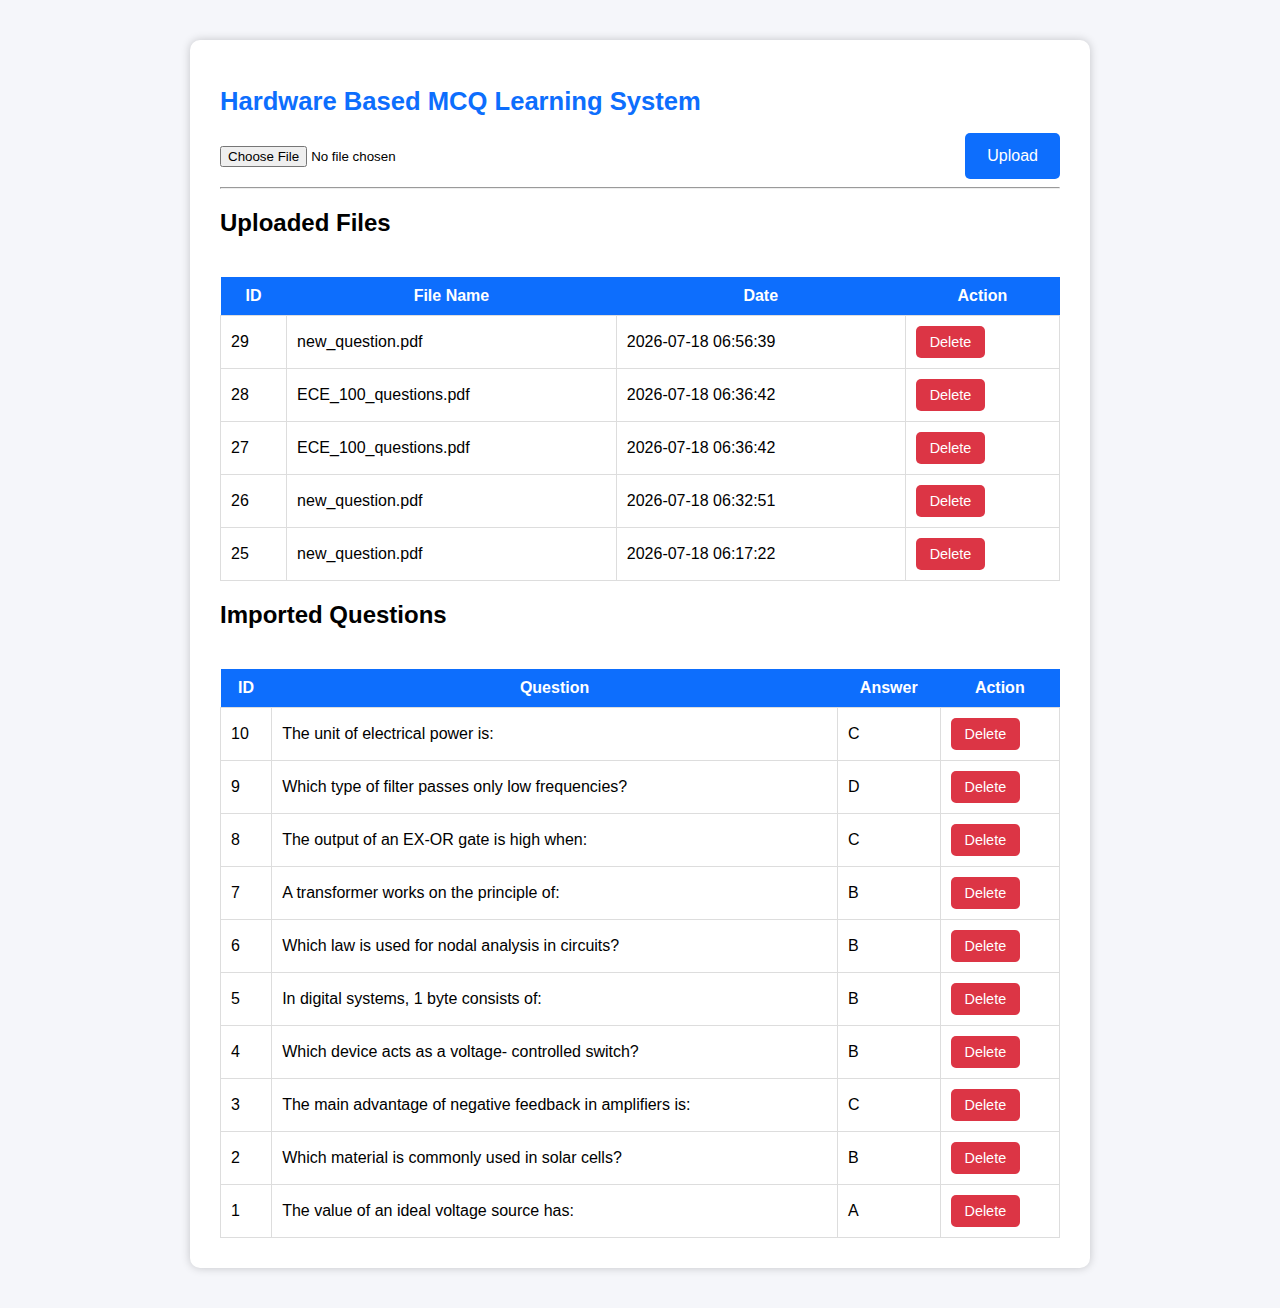 Hardware Based MCQ Learning System
Choose File No file chosen Upload
Uploaded Files
ID File Name Date Action
29 new_question.pdf 2026-07-18 06:56:39 Delete
28 ECE_100_questions.pdf 2026-07-18 06:36:42 Delete
27 ECE_100_questions.pdf 2026-07-18 06:36:42 Delete
26 new_question.pdf 2026-07-18 06:32:51 Delete
25 new_question.pdf 2026-07-18 06:17:22 Delete
Imported Questions
ID Question Answer Action
10 The unit of electrical power is: C Delete
9 Which type of filter passes only low frequencies? D Delete
8 The output of an EX-OR gate is high when: C Delete
7 A transformer works on the principle of: B Delete
6 Which law is used for nodal analysis in circuits? B Delete
5 In digital systems, 1 byte consists of: B Delete
4 Which device acts as a voltage- controlled switch? B Delete
3 The main advantage of negative feedback in amplifiers is: C Delete
2 Which material is commonly used in solar cells? B Delete
1 The value of an ideal voltage source has: A Delete